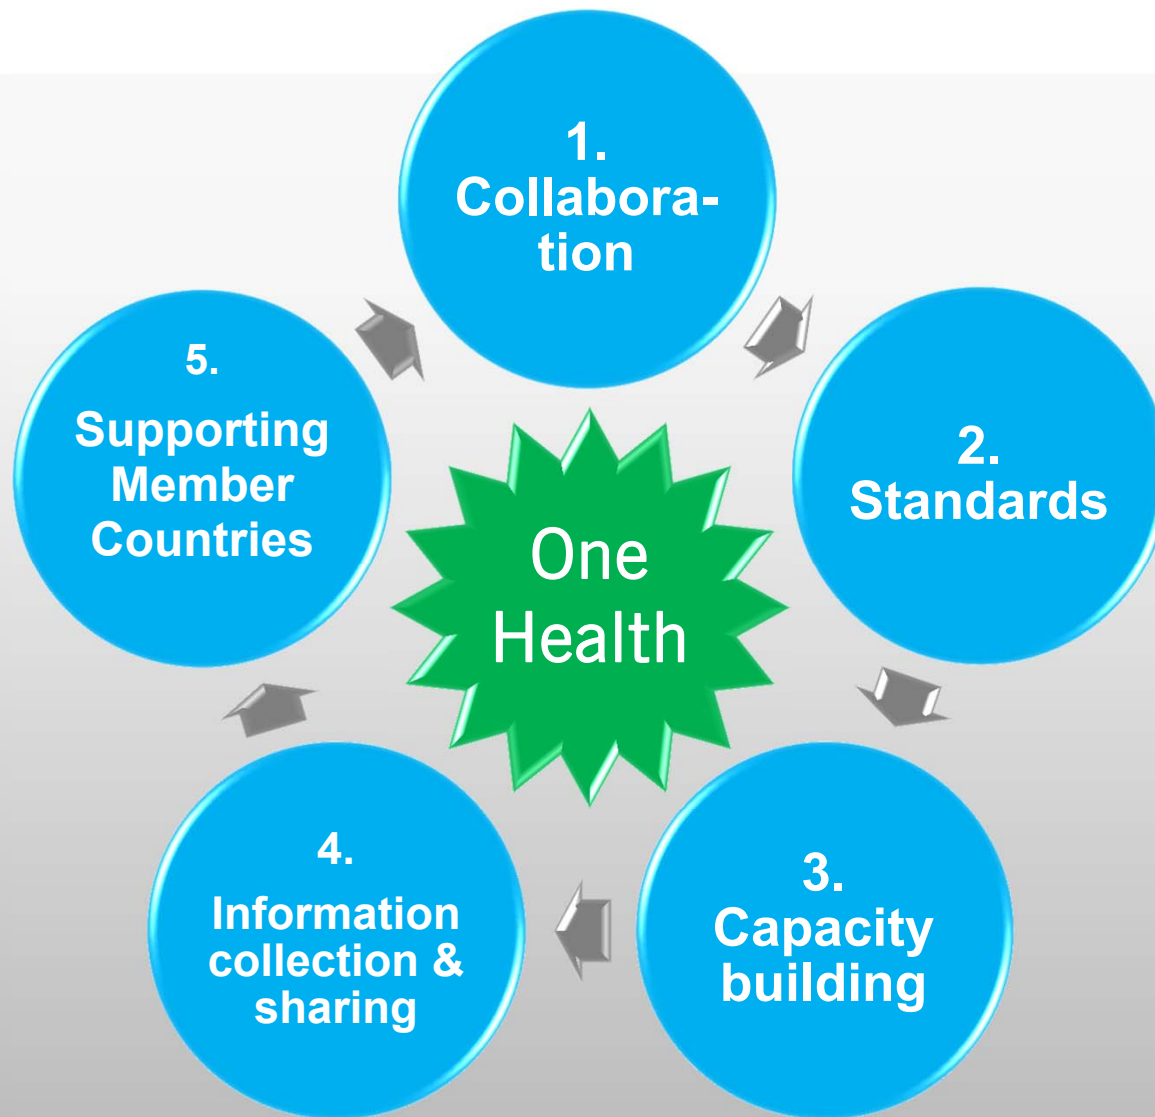 1.
Collabora-
tion
2.
Standards
3.
Capacity
building
4.
Information
collection &
sharing
5.
Supporting
Member
Countries
One
Health